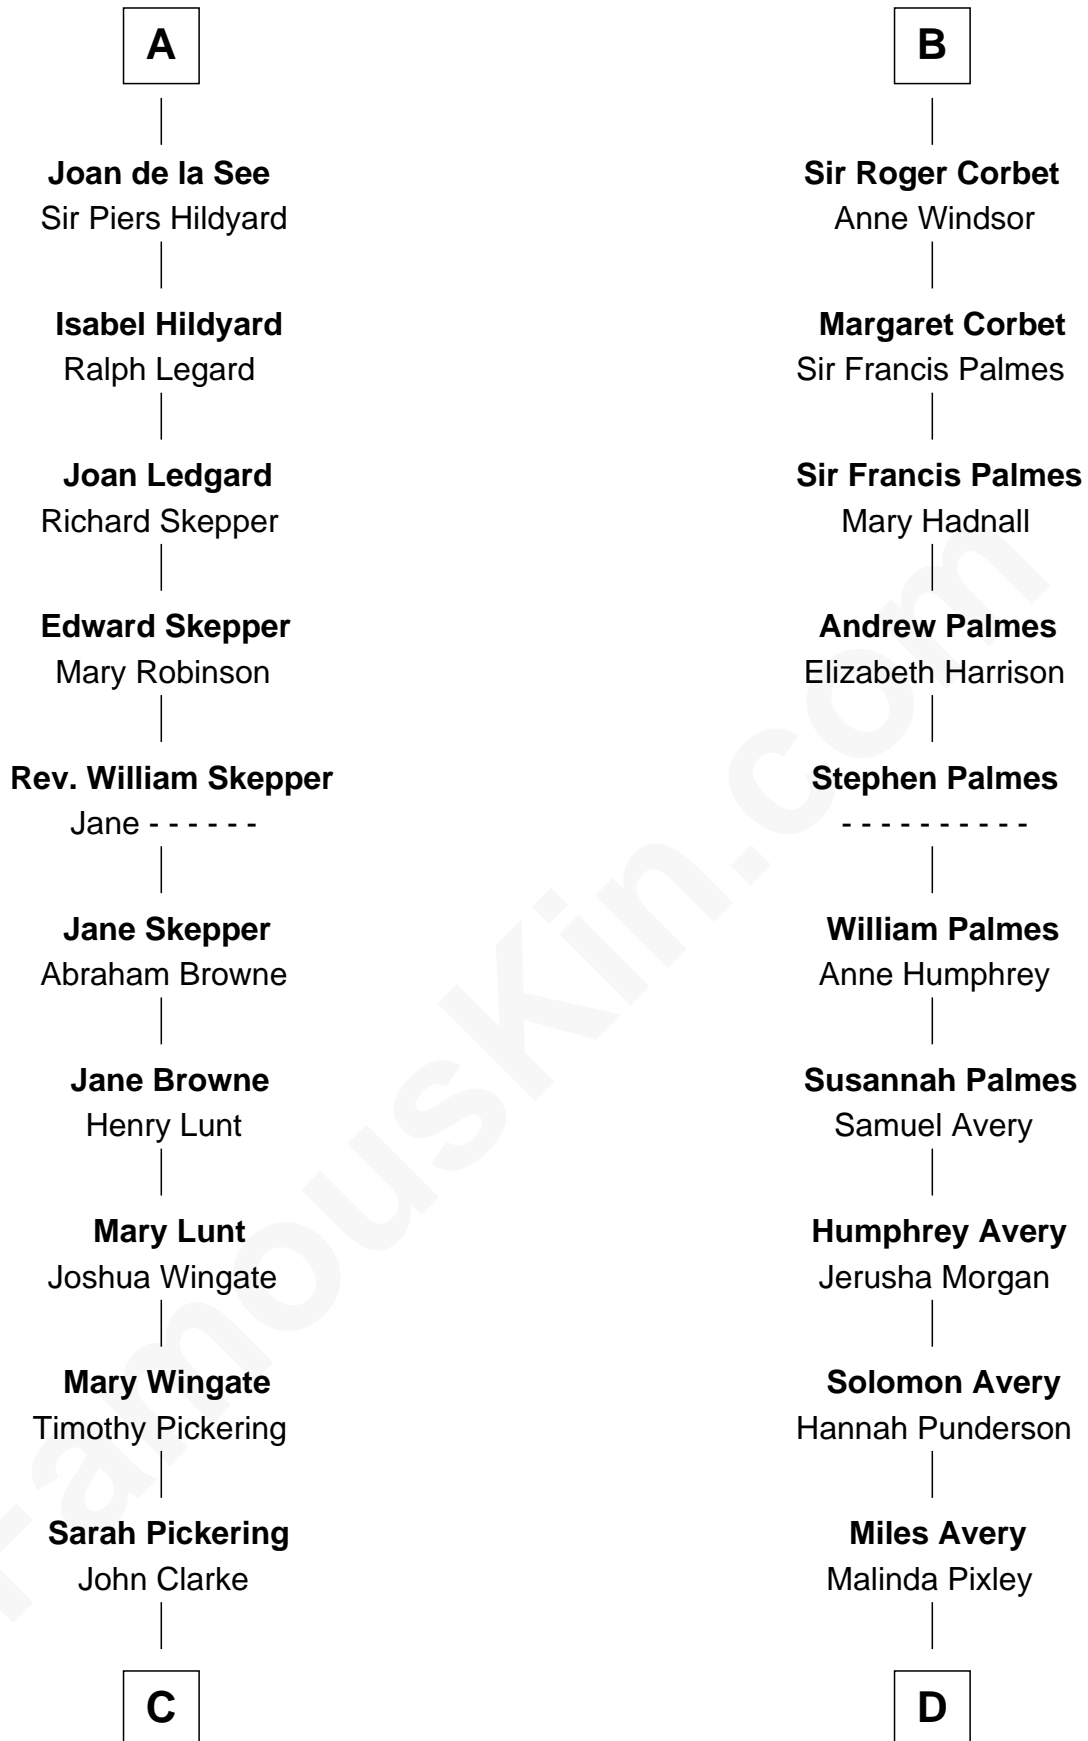 A
Joan de la See
Sir Piers Hildyard
Isabel Hildyard
Ralph Legard
Joan Ledgard
Richard Skepper
Edward Skepper
Mary Robinson
Rev. William Skepper
Jane - - - - - -
Jane Skepper
Abraham Browne
Jane Browne
Henry Lunt
Mary Lunt
Joshua Wingate
Mary Wingate
Timothy Pickering
Sarah Pickering
John Clarke
C
B
Sir Roger Corbet
Anne Windsor
Margaret Corbet
Sir Francis Palmes
Sir Francis Palmes
Mary Hadnall
Andrew Palmes
Elizabeth Harrison
Stephen Palmes
- - - - - - - - - -
William Palmes
Anne Humphrey
Susannah Palmes
Samuel Avery
Humphrey Avery
Jerusha Morgan
Solomon Avery
Hannah Punderson
Miles Avery
Malinda Pixley
D
FamousKin.com